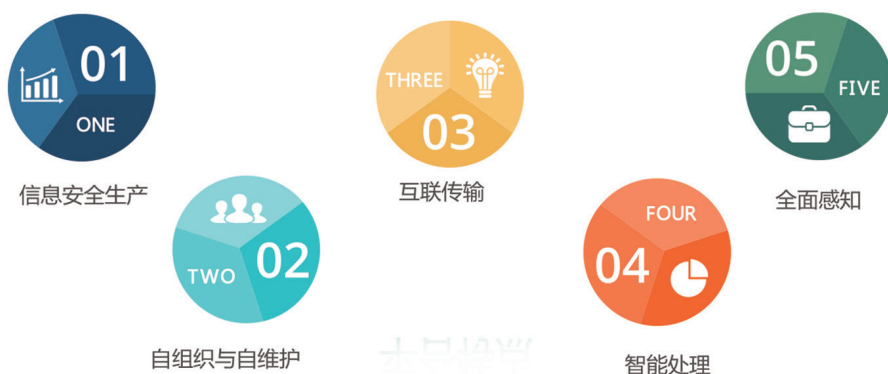 01
ONE
信息安全生产
TWO
02
自组织与自维护
THREE
03
互联传输
FOUR
04
智能处理
05
FIVE
全面感知